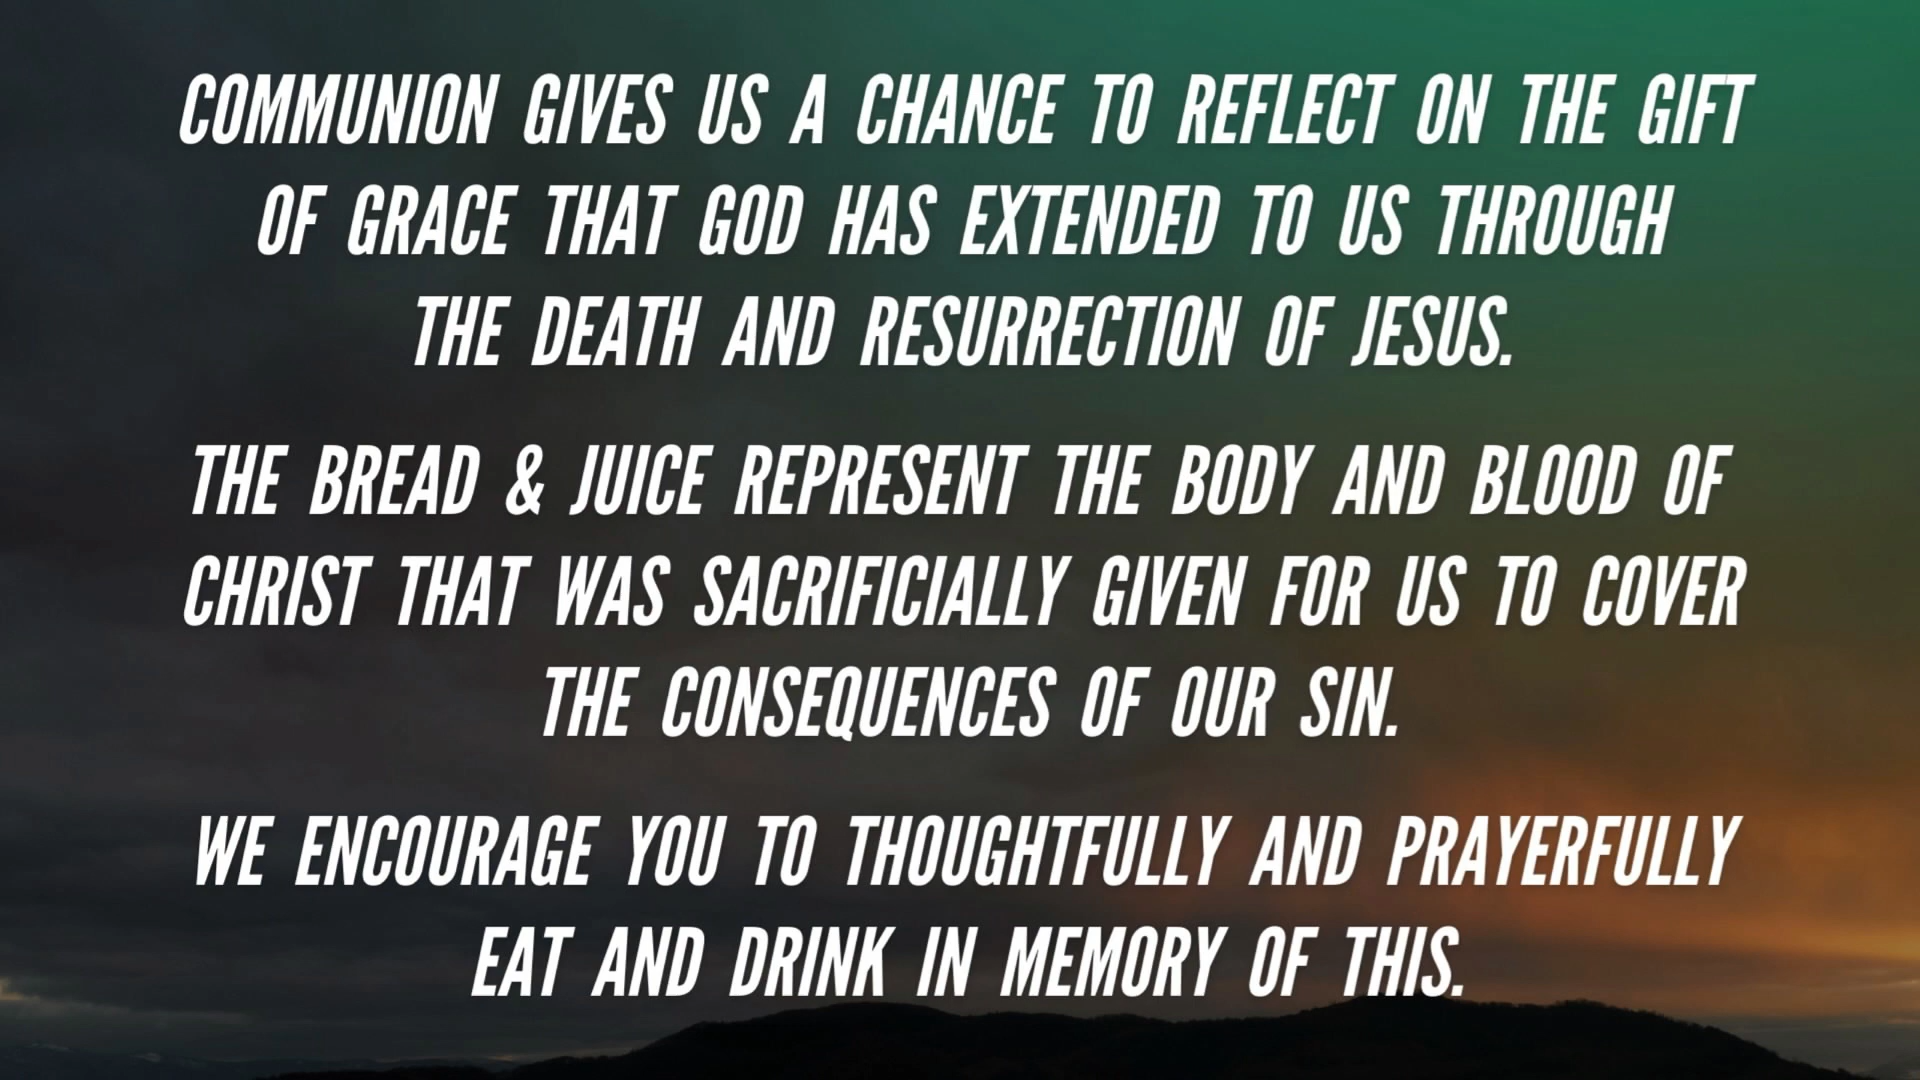 COMMUNION GIVES US A CHANCE TO REFLECT ON THE GIFT
OF GRACE THAT GOD HAS EXTENDED TO US THROUGH
THE DEATH AND RESURRECTION OF JESUS.
THE BREAD & JUICE REPRESENT THE BODY AND BLOOD OF
CHRIST THAT WAS SACRIFICIALLY GIVEN FOR US TO COVER
THE CONSEQUENCES OF OUR SIN.
WE ENCOURAGE YOU TO THOUGHTFULLY AND PRAYERFULLY
EAT AND DRINK IN MEMORY OF THIS.